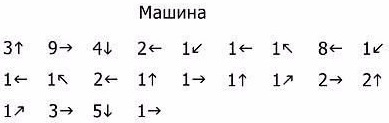 Машина
3↑ 9→ 4↓ 2← 1↙ 1← 1↖ 8← 1↙
1← 1↖ 2← 1↑ 1→ 1↑ 1↗ 2→ 2↑
1↗ 3→ 5↓ 1→